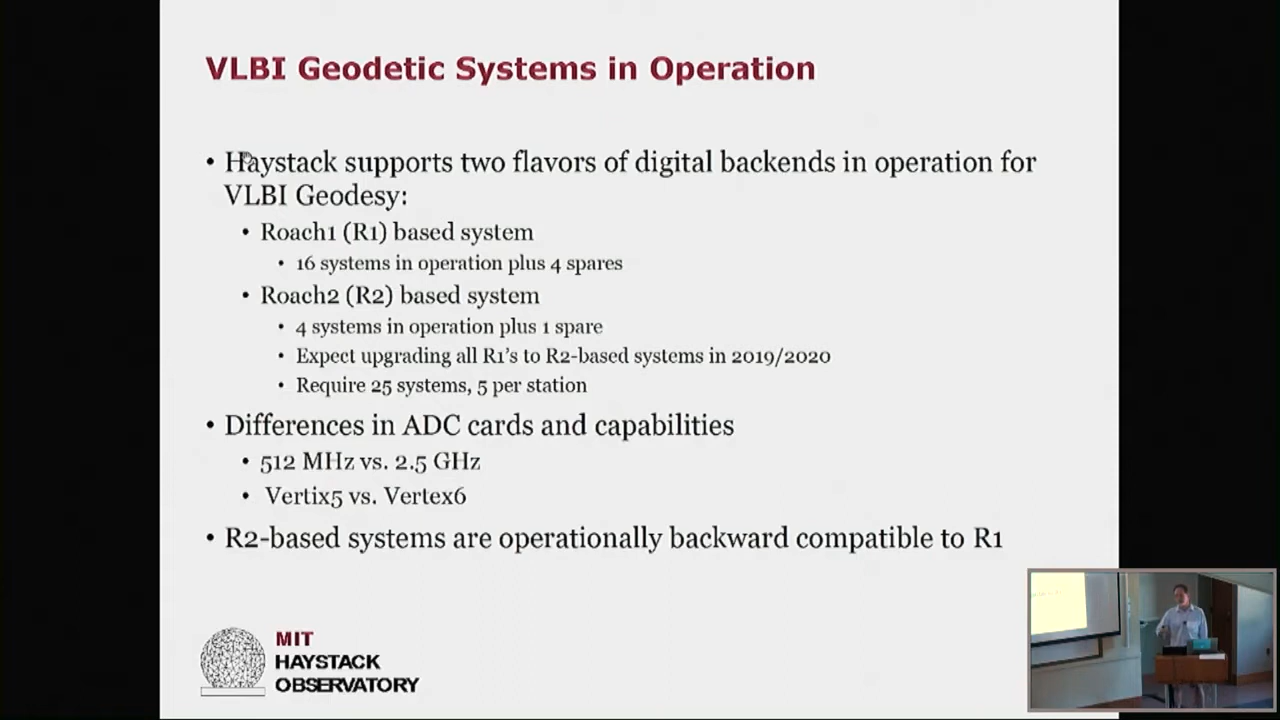 VLBI Geodetic Systems in Operation
• Haystack supports two flavors of digital backends in operation for
VLBI Geodesy:
• Roach1 (R1) based system
• 16 systems in operation plus 4 spares
• Roach2 (R2) based system
• 4 systems in operation plus 1 spare
• Expect upgrading all R1's to R2-based systems in 2019/2020
• Require 25 systems, 5 per station
• Differences in ADC cards and capabilities
• 512 MHz vs. 2.5 GHz
• Vertix5 vs. Vertex6
• R2-based systems are operationally backward compatible to R1
MIT
HAYSTACK
OBSERVATORY